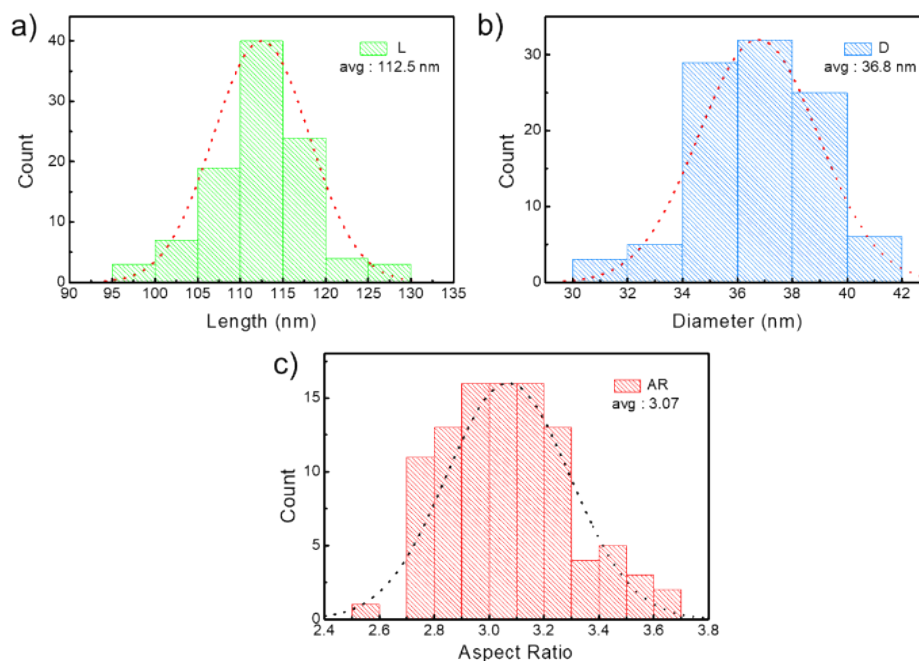 a)
40
30
20
10
0
Count
L
avg : 112.5 nm
90 95 100 105 110 115 120 125 130 135
Length (nm)
b)
30
20
10
0
Count
D
avg : 36.8 nm
30 32 34 36 38 40 42
Diameter (nm)
c)
15
10
5
0
Count
AR
avg : 3.07
2.4 2.6 2.8 3.0 3.2 3.4 3.6 3.8
Aspect Ratio